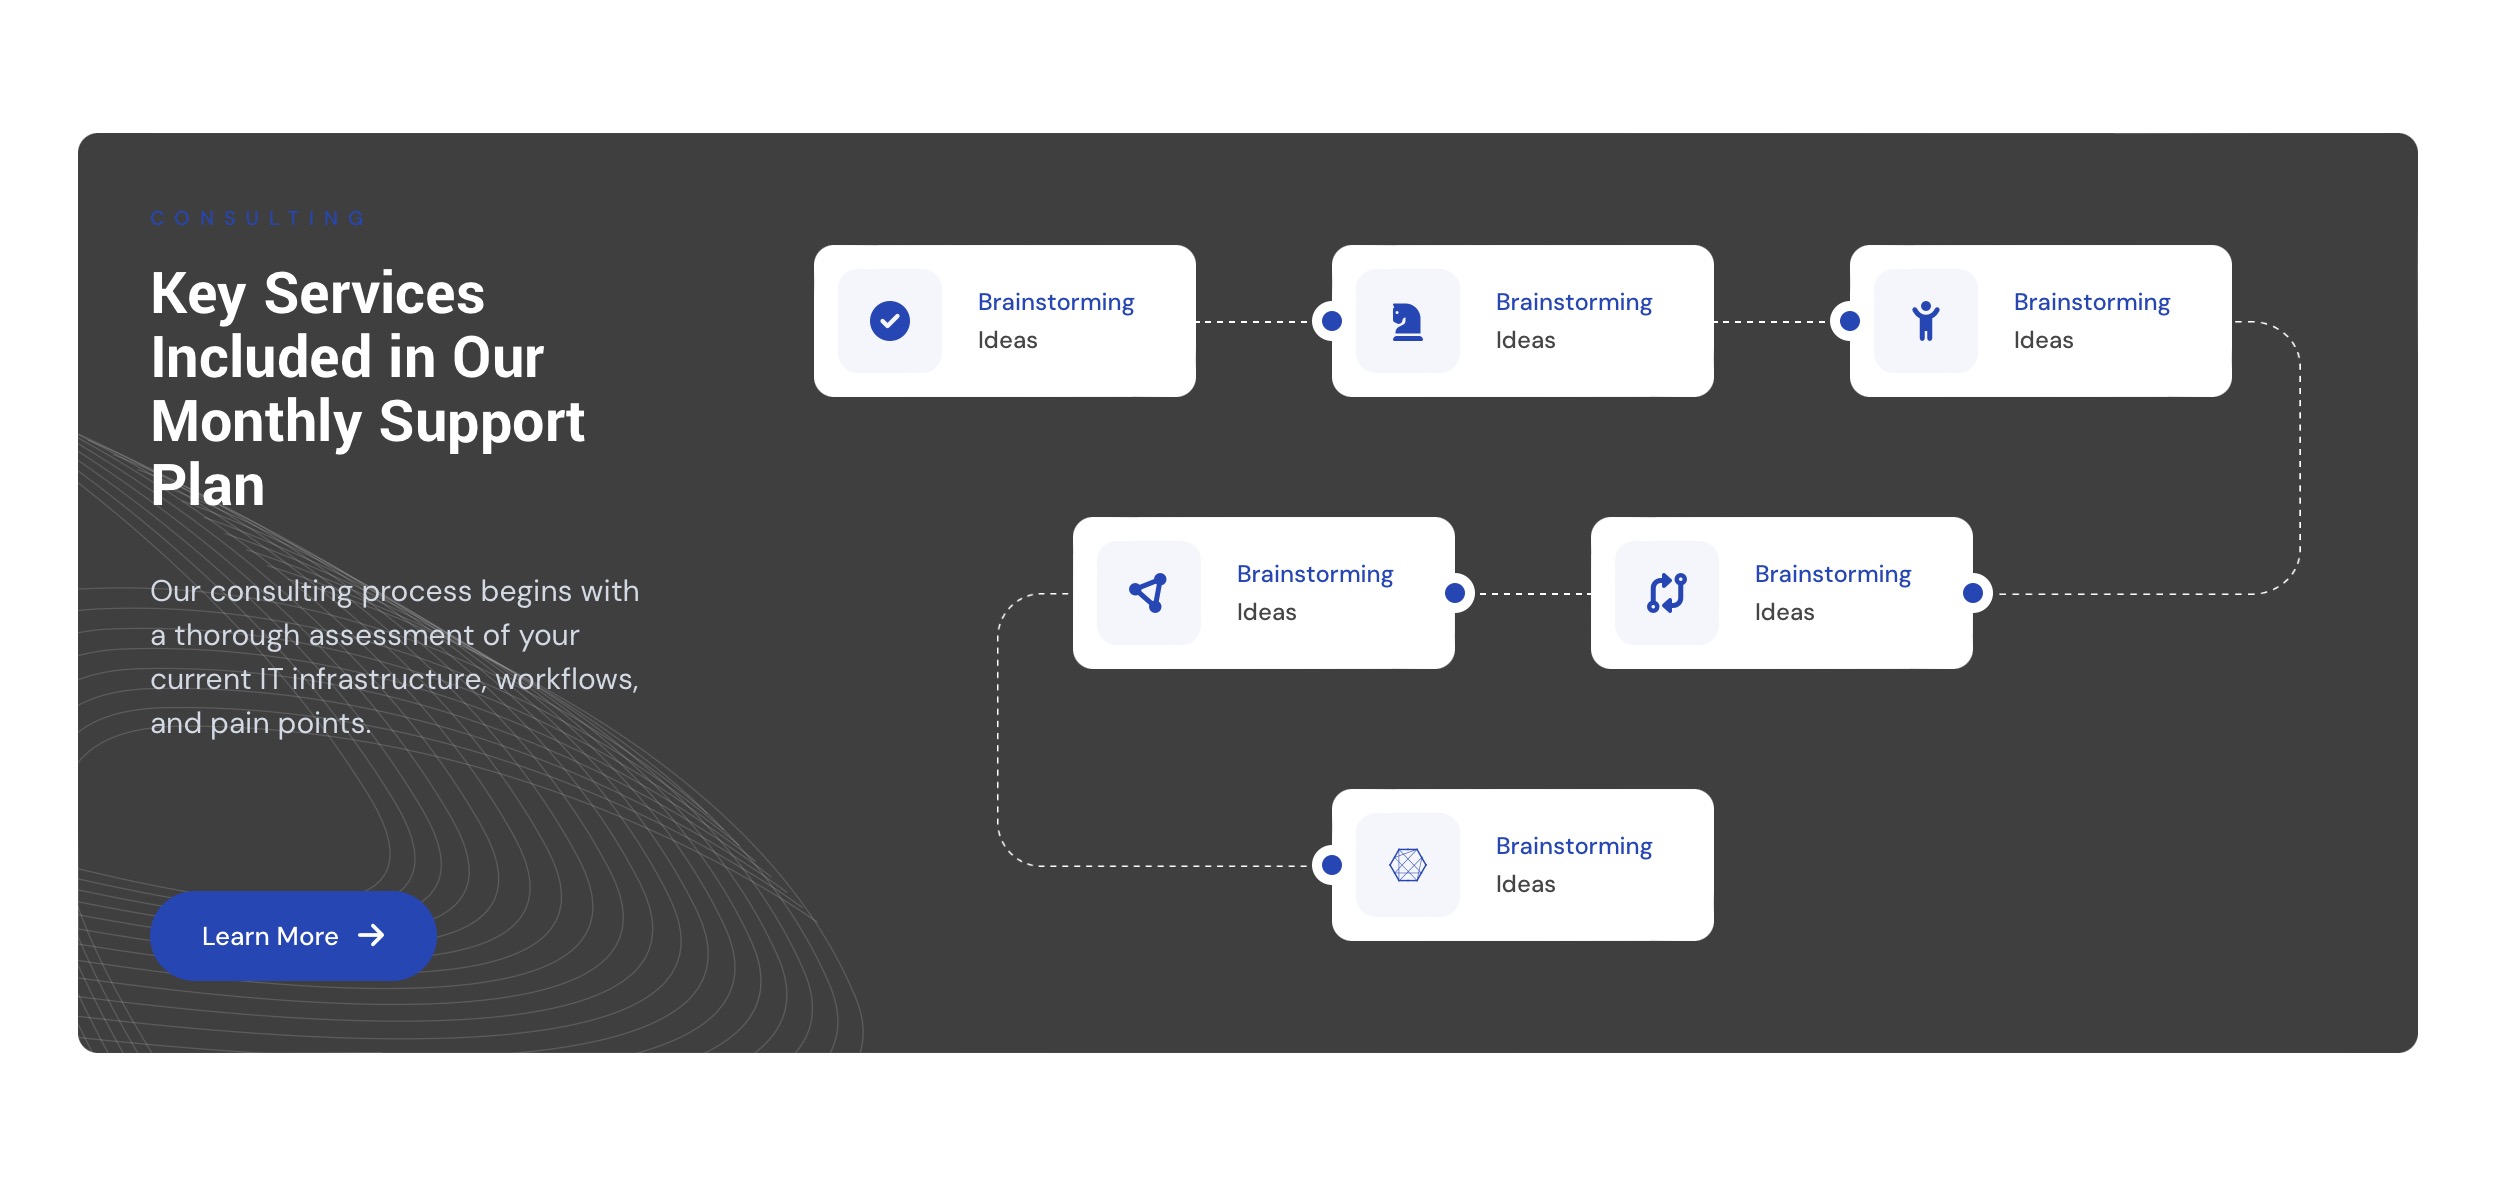 CONSULTING
Key Services
Included in Our
Monthly Support
Plan
Our consulting process begins with
a thorough assessment of your
current IT infrastructure, workflows,
and pain points.
Learn More
Brainstorming
Ideas
Brainstorming
Ideas
Brainstorming
Ideas
Brainstorming
Ideas
Brainstorming
Ideas
Brainstorming
Ideas